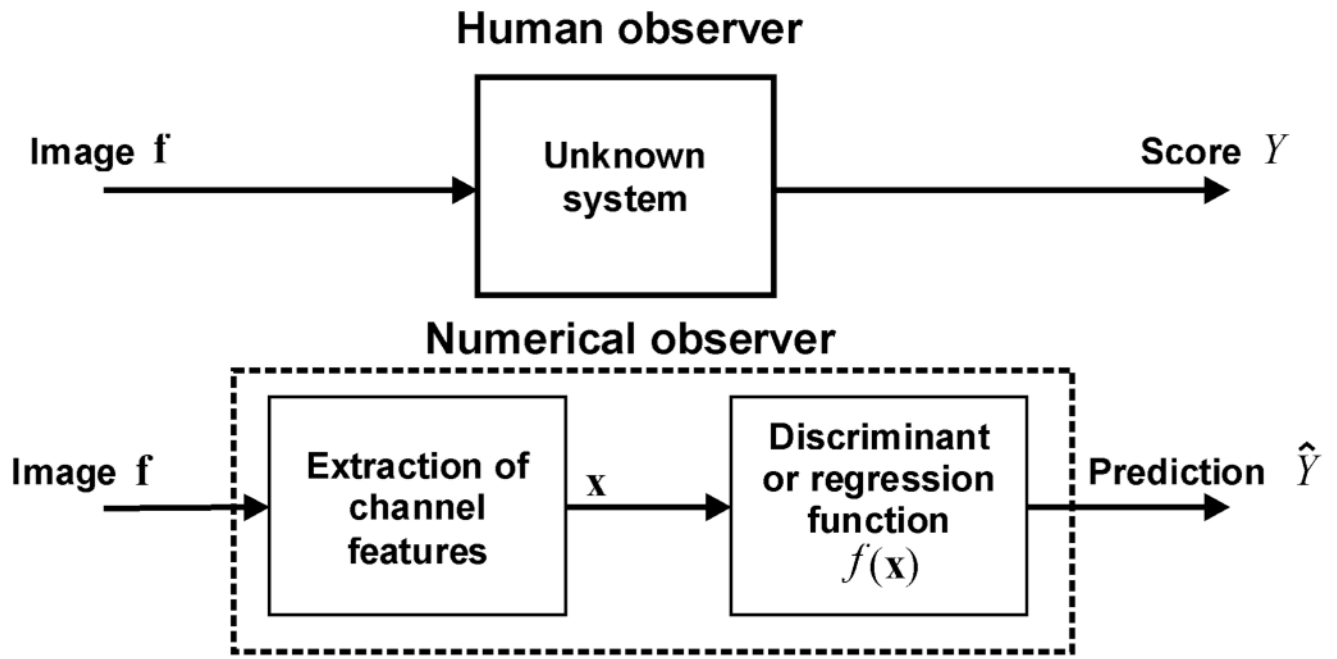 Human observer
Image f
Unknown
system
Score Y
Numerical observer
Image f
Extraction of
channel
features
x
Discriminant
or regression
function
f(x)
Prediction Ŷ